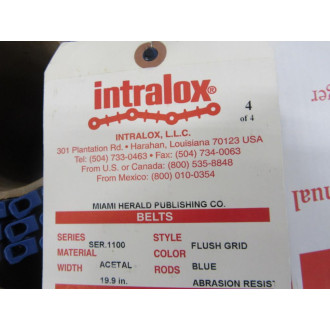 intralox®
4
of 4
INTRALOX, L.L.C.
301 Plantation Rd. • Harahan, Louisiana 70123 USA
Tel: (504) 733-0463 • Fax: (504) 734-0063
From U.S. or Canada: (800) 535-8848
From Mexico: (800) 010-0354
MIAMI HERALD PUBLISHING CO.
BELTS
SERIES SER.1100 STYLE FLUSH GRID
MATERIAL ACETAL COLOR BLUE
WIDTH 19.9 in. RODS ABRASION RESIST